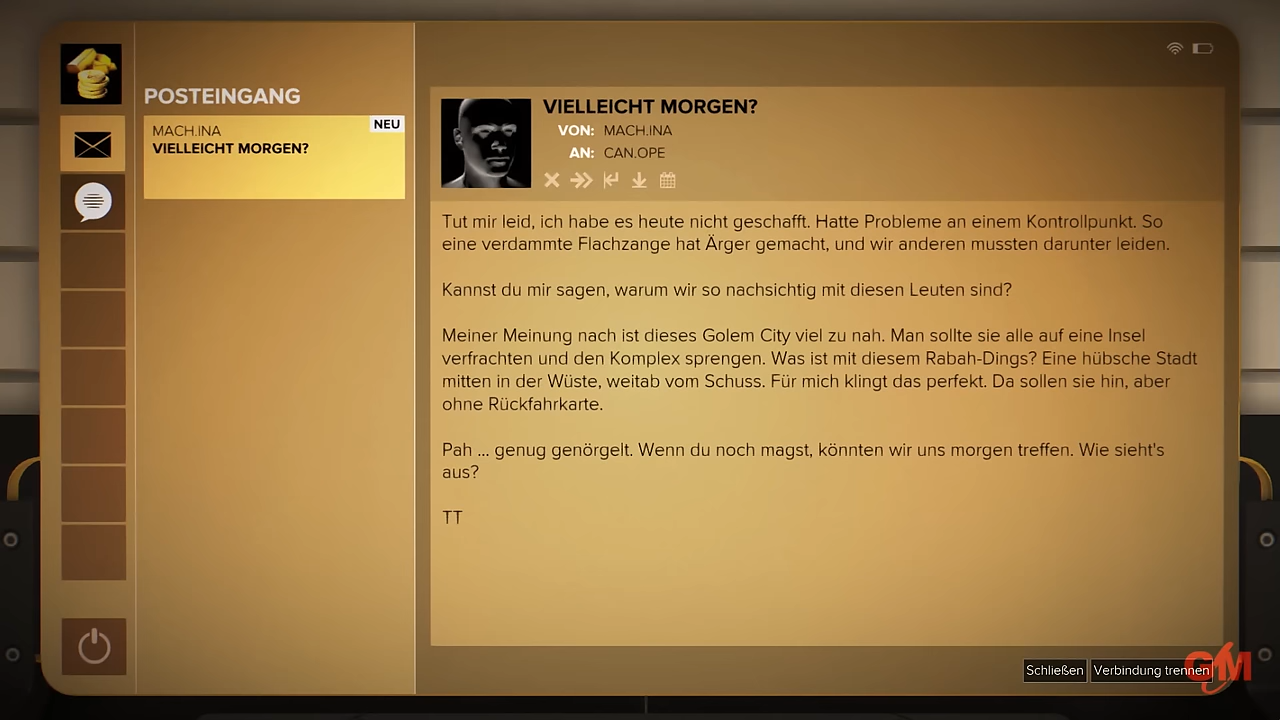 POSTEINGANG
MACH.INA
NEU
VIELLEICHT MORGEN?
VIELLEICHT MORGEN?
VON: MACH.INA
AN: CAN.OPE
Tut mir leid, ich habe es heute nicht geschafft. Hatte Probleme an einem Kontrollpunkt. So
eine verdammte Flachzange hat Ärger gemacht, und wir anderen mussten darunter leiden.
Kannst du mir sagen, warum wir so nachsichtig mit diesen Leuten sind?
Meiner Meinung nach ist dieses Golem City viel zu nah. Man sollte sie alle auf eine Insel
verfrachten und den Komplex sprengen. Was ist mit diesem Rabah-Dings? Eine hübsche Stadt
mitten in der Wüste, weitab vom Schuss. Für mich klingt das perfekt. Da sollen sie hin, aber
ohne Rückfahrkarte.
Pah ... genug genörgelt. Wenn du noch magst, könnten wir uns morgen treffen. Wie sieht's
aus?
TT
Schließen
Verbindung trennen
GM